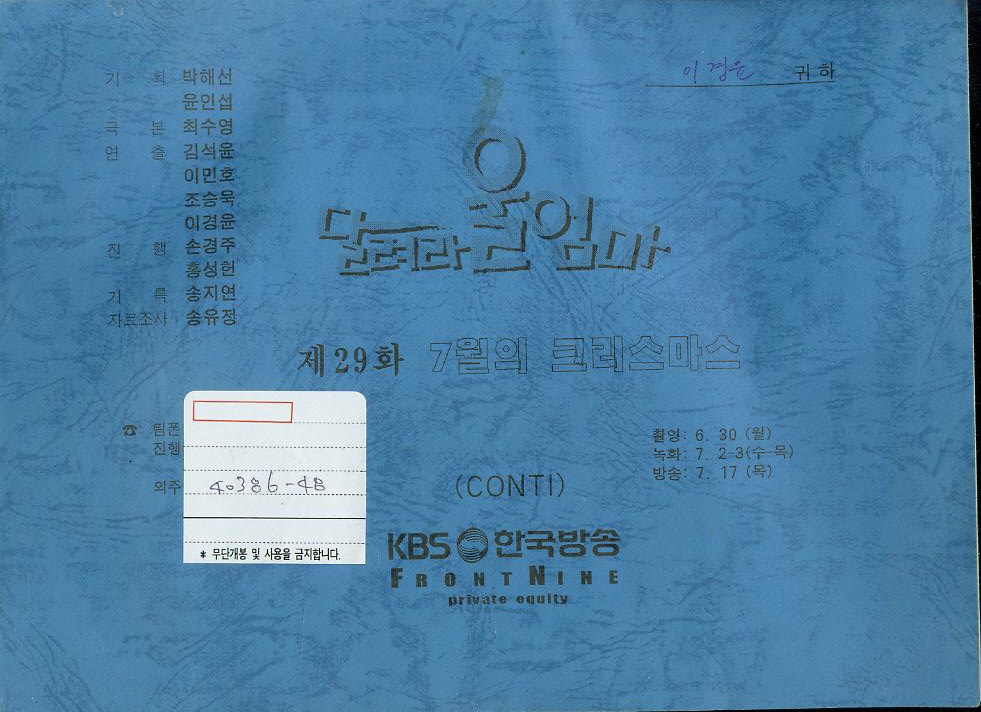 이경윤 귀하
기 획 박해선
윤인섭
극 본 최수영
연 출 김석윤
이민호
조승욱
이경윤
진 행 손경주
홍성헌
기 록 송지연
자료조사 송유정
달려라 울엄마
제29화 7월의 크리스마스
☎ 팀폰
진행
외주
40386-48
* 무단개봉 및 사용을 금지합니다.
촬영: 6. 30 (월)
녹화: 7. 2-3(수-목)
방송: 7. 17 (목)
(CONTI)
KBS 한국방송
FRONTNINE
private equity